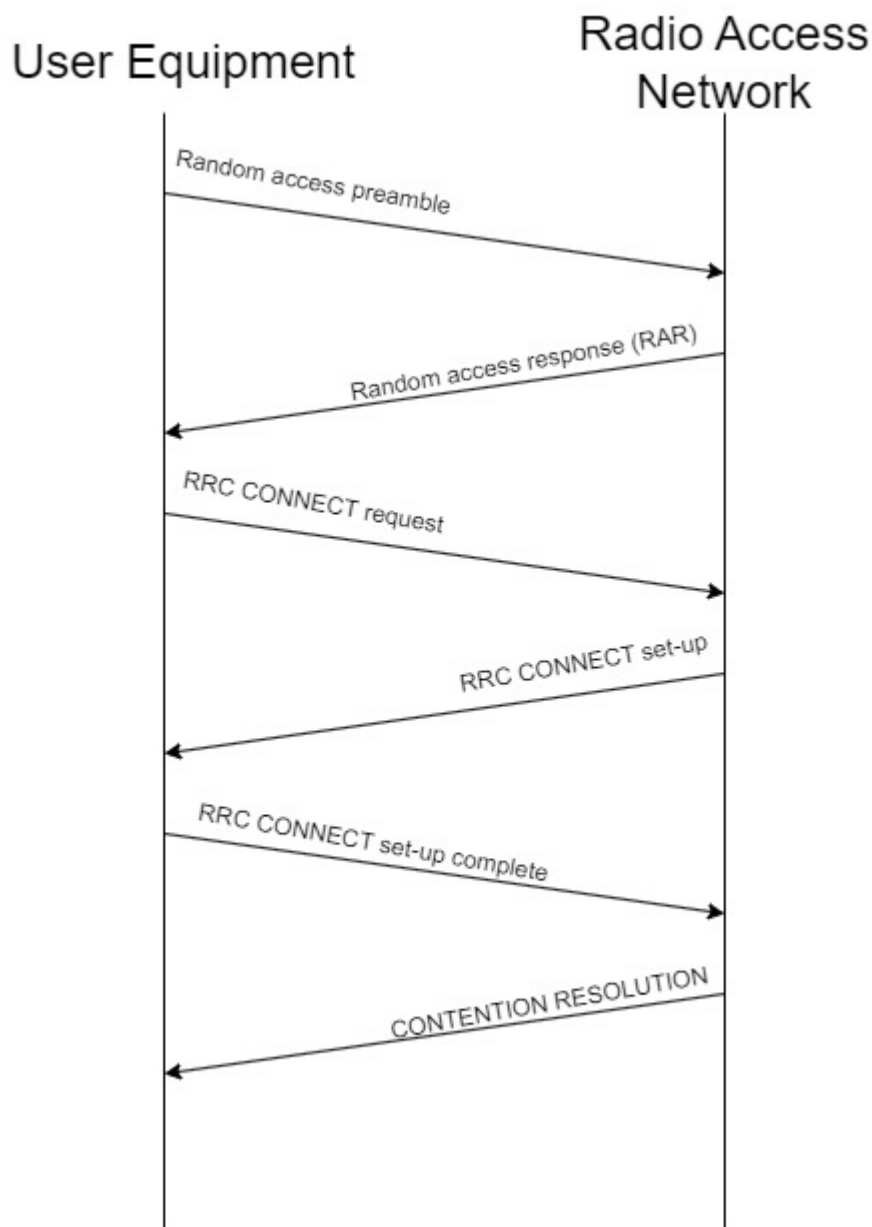 User Equipment
Radio Access
Network
Random access preamble
Random access response (RAR)
RRC CONNECT request
RRC CONNECT set-up
RRC CONNECT set-up complete
CONTENTION RESOLUTION